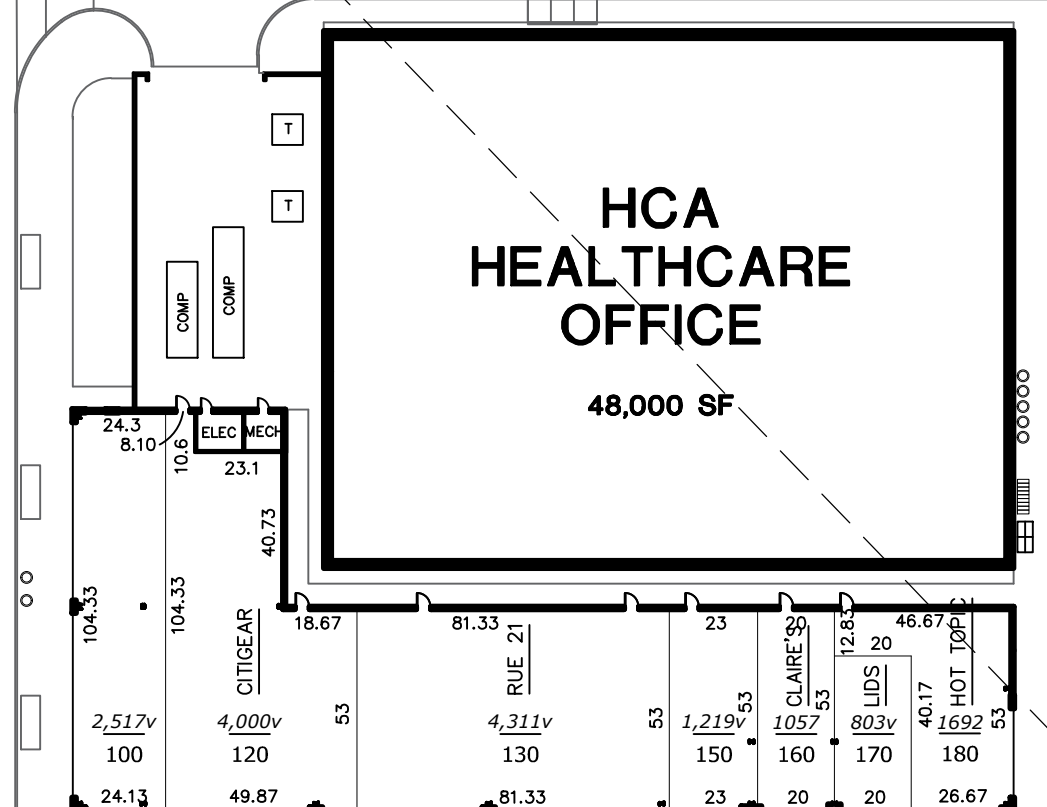 T
T
HCA
HEALTHCARE
OFFICE
COMP
COMP
48,000 SF
24.3
8.10
10.6
ELEC
MECH
23.1
40.73
104.33
104.33
18.67
81.33
23
20
12.83
46.67
20
CITIGEAR
RUE 21
CLAIRE'S
LIDS
HOT TOPIC
53
53
53
53
40.17
53
2,517v
4,000v
4,311v
1,219v
1057
803v
1692
100
120
130
150
160
170
180
24.13
49.87
81.33
23
20
20
26.67